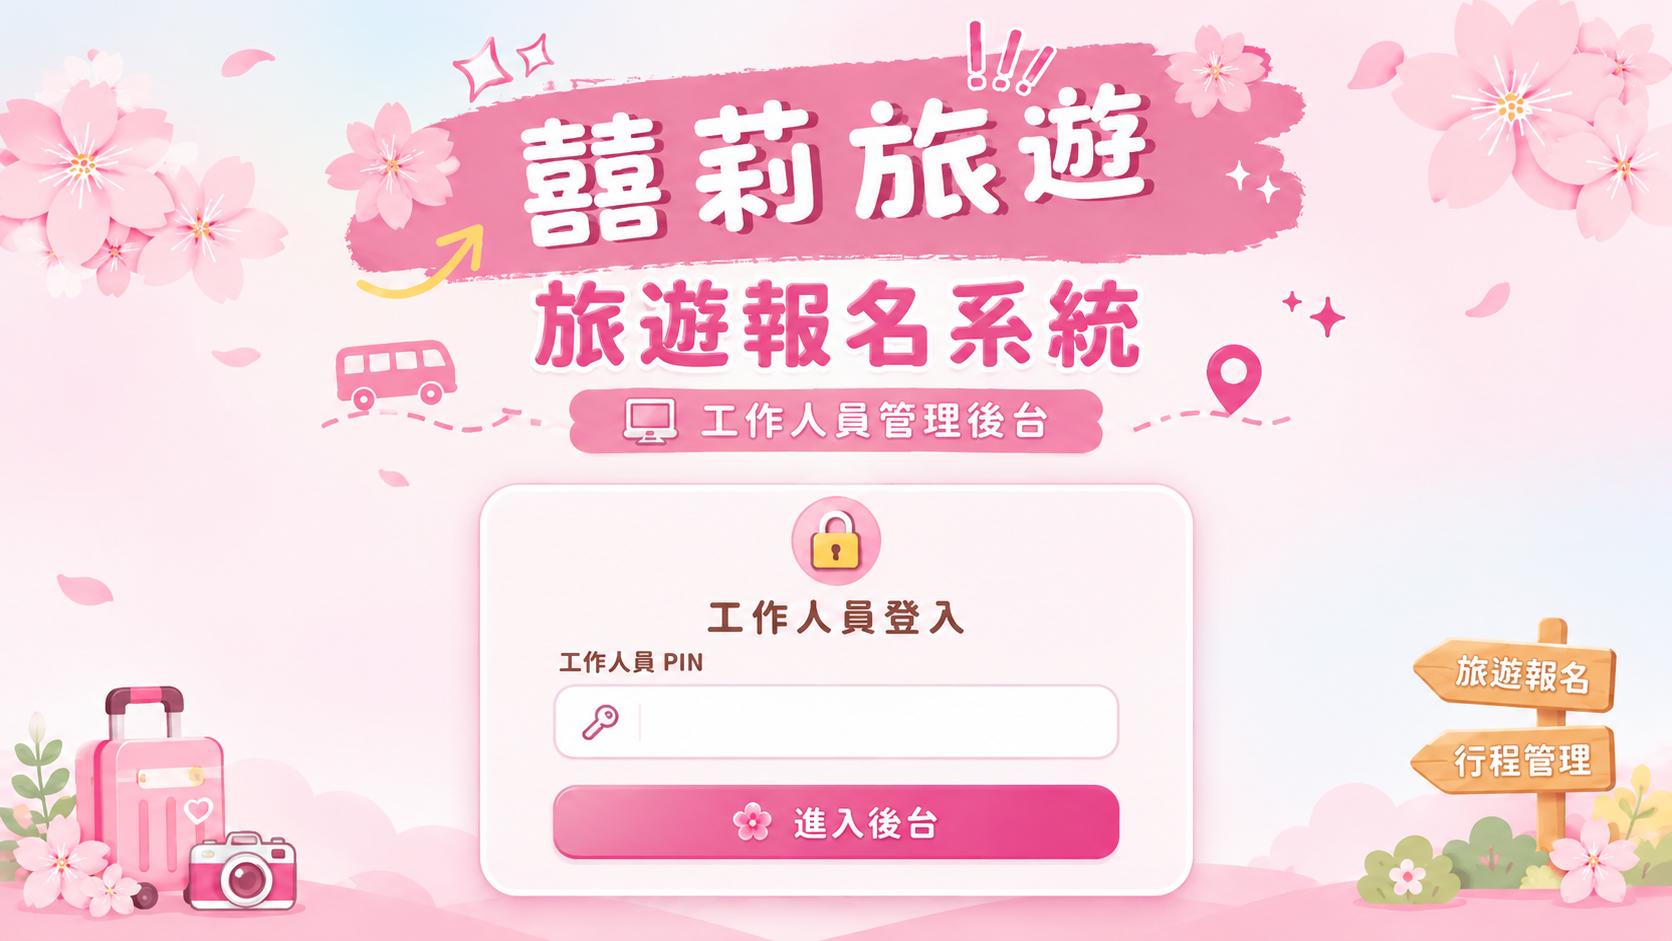 囍莉旅遊
旅遊報名系統
工作人員管理後台
工作人員登入
工作人員 PIN
進入後台
旅遊報名
行程管理